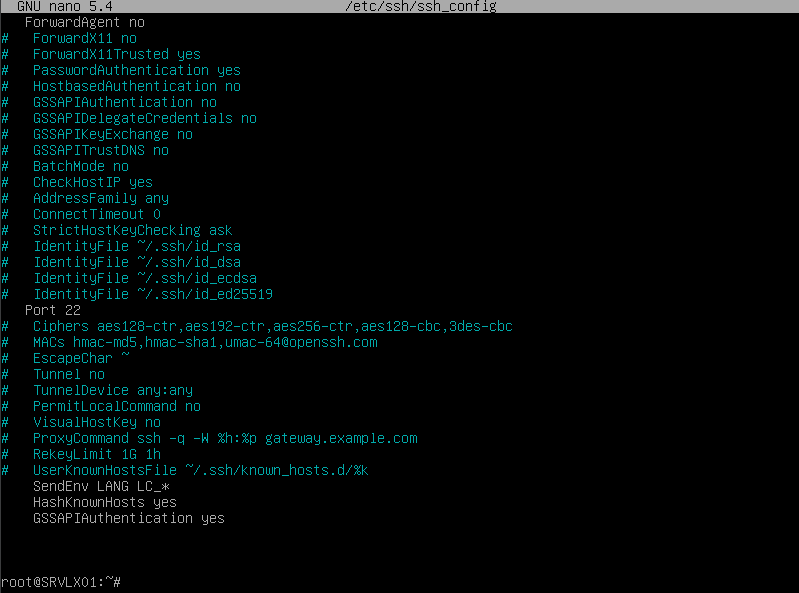 GNU nano 5.4 /etc/ssh/ssh_config
ForwardAgent no
# ForwardX11 no
# ForwardX11Trusted yes
# PasswordAuthentication yes
# HostbasedAuthentication no
# GSSAPIAuthentication no
# GSSAPIDelegateCredentials no
# GSSAPIKeyExchange no
# GSSAPITrustDNS no
# BatchMode no
# CheckHostIP yes
# AddressFamily any
# ConnectTimeout 0
# StrictHostKeyChecking ask
# IdentityFile ~/.ssh/id_rsa
# IdentityFile ~/.ssh/id_dsa
# IdentityFile ~/.ssh/id_ecdsa
# IdentityFile ~/.ssh/id_ed25519
Port 22
# Ciphers aes128-ctr,aes192-ctr,aes256-ctr,aes128-cbc,3des-cbc
# MACs hmac-md5,hmac-sha1,umac-64@openssh.com
# EscapeChar ~
# Tunnel no
# TunnelDevice any:any
# PermitLocalCommand no
# VisualHostKey no
# ProxyCommand ssh -q -W %h:%p gateway.example.com
# RekeyLimit 1G 1h
# UserKnownHostsFile ~/.ssh/known_hosts.d/%k
SendEnv LANG LC_*
HashKnownHosts yes
GSSAPIAuthentication yes
root@SRVLX01:~#